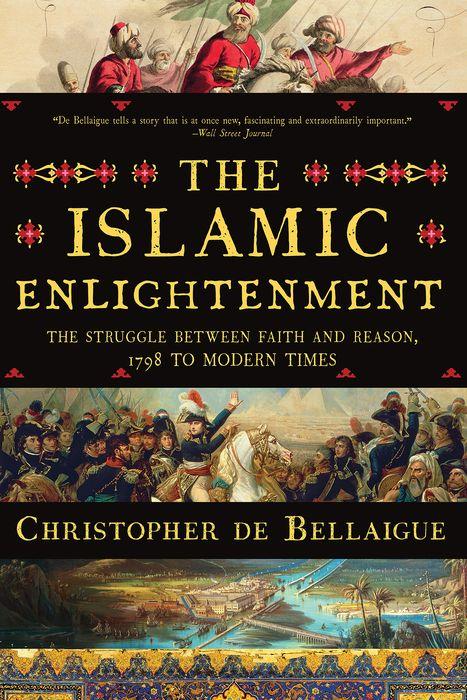 “De Bellaigue tells a story that is at once new, fascinating and extraordinarily important.”
—Wall Street Journal
THE
ISLAMIC
ENLIGHTENMENT
THE STRUGGLE BETWEEN FAITH AND REASON,
1798 TO MODERN TIMES
CHRISTOPHER DE BELLAIGUE